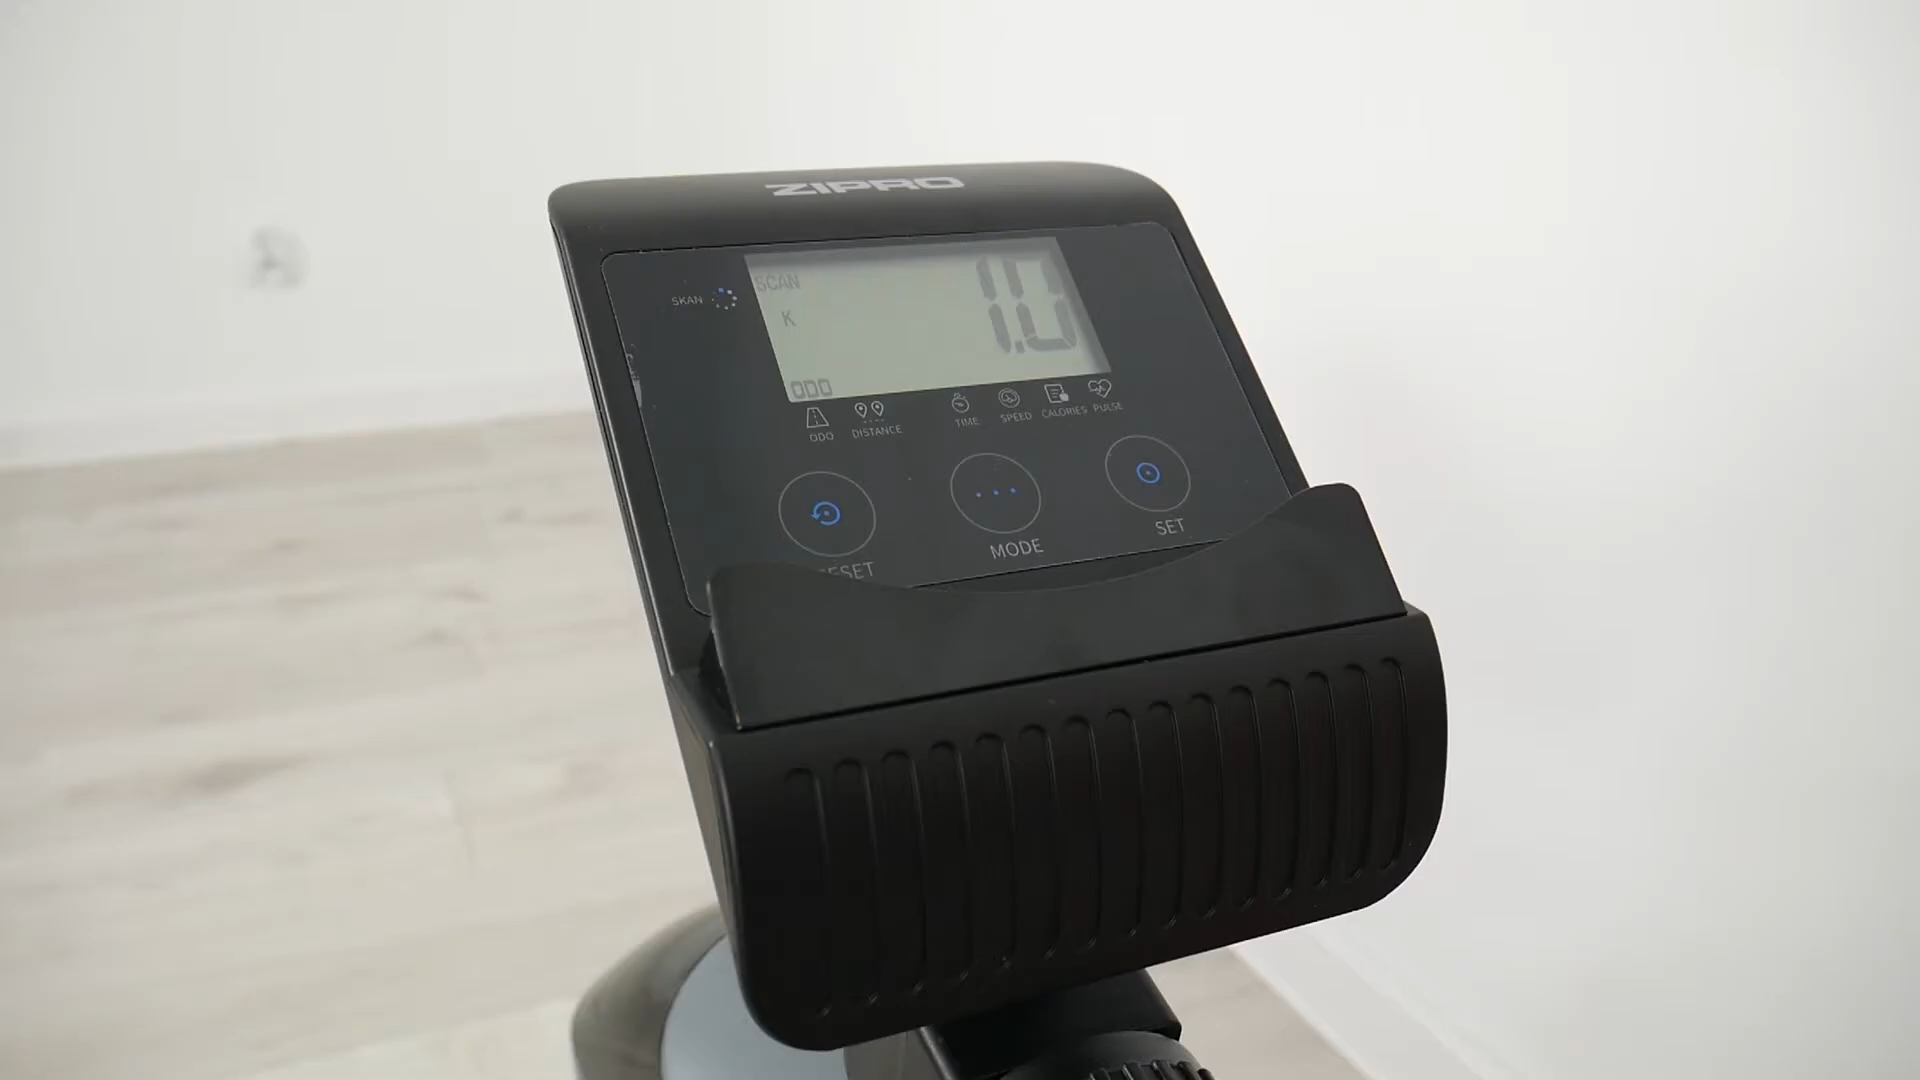 ZIPRO
SKAN
SCAN
1.0
K
ODO
ODO DISTANCE TIME SPEED CALORIES PULSE
MODE
SET